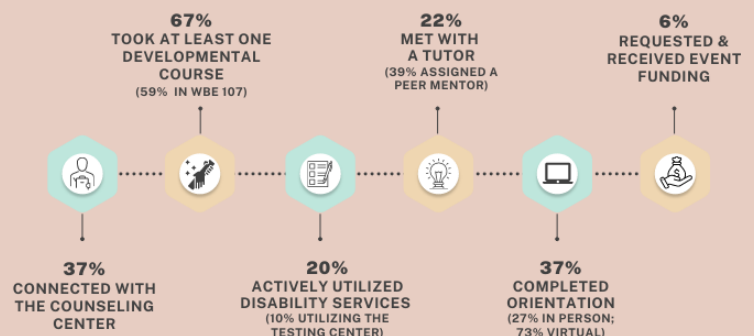 67%
TOOK AT LEAST ONE
DEVELOPMENTAL
COURSE
(59% IN WBE 107)
22%
MET WITH
A TUTOR
(39% ASSIGNED A
PEER MENTOR)
6%
REQUESTED &
RECEIVED EVENT
FUNDING
$
37%
CONNECTED WITH
THE COUNSELING
CENTER
20%
ACTIVELY UTILIZED
DISABILITY SERVICES
(10% UTILIZING THE
TESTING CENTER)
37%
COMPLETED
ORIENTATION
(27% IN PERSON;
73% VIRTUAL)